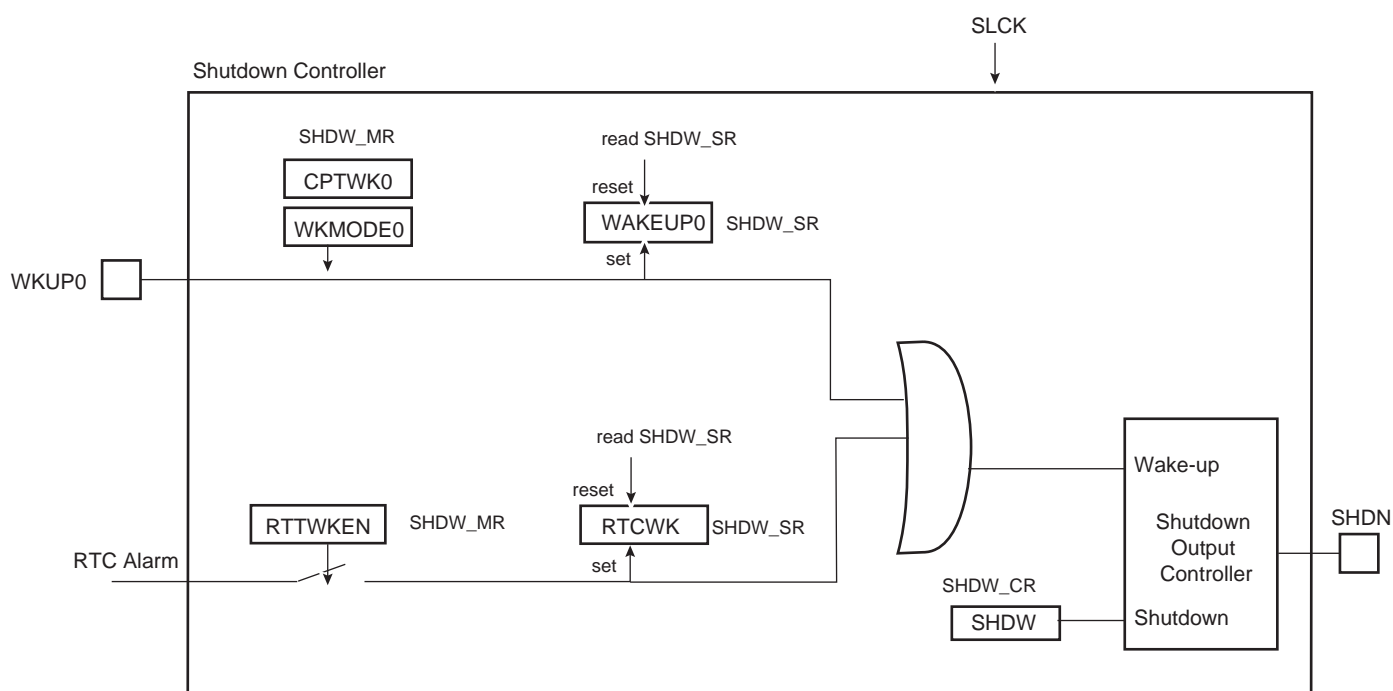 SLCK
Shutdown Controller
SHDW_MR
CPTWK0
WKMODE0
read SHDW_SR
reset
WAKEUP0
SHDW_SR
set
WKUP0
read SHDW_SR
reset
RTTWKEN
SHDW_MR
RTCWK
SHDW_SR
set
RTC Alarm
Wake-up
Shutdown
Output
Controller
SHDN
SHDW_CR
SHDW
Shutdown